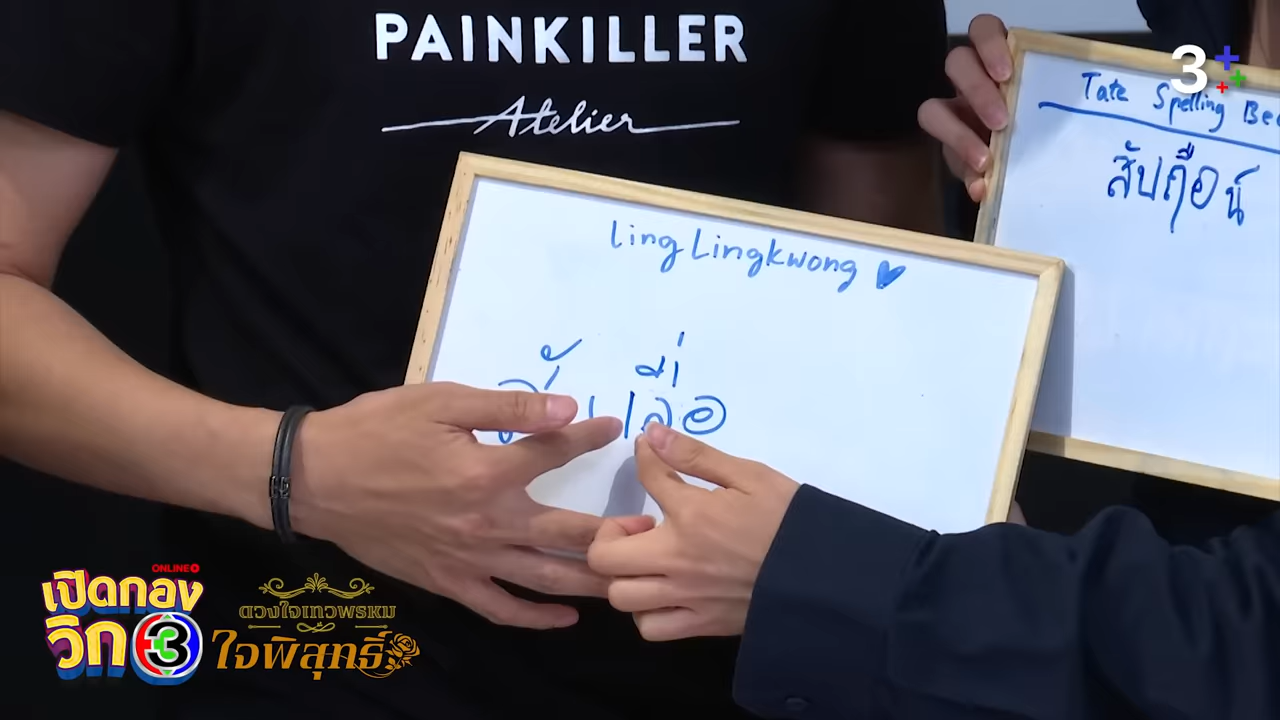 PAINKILLER
Atelier
3
Tate Spelling Bee
สัปฤือน์
Ling Lingkwong
ONLINE
เปิดกอง
วิก 3
ดวงใจเทวพรหม
ใจพิสุทธิ์